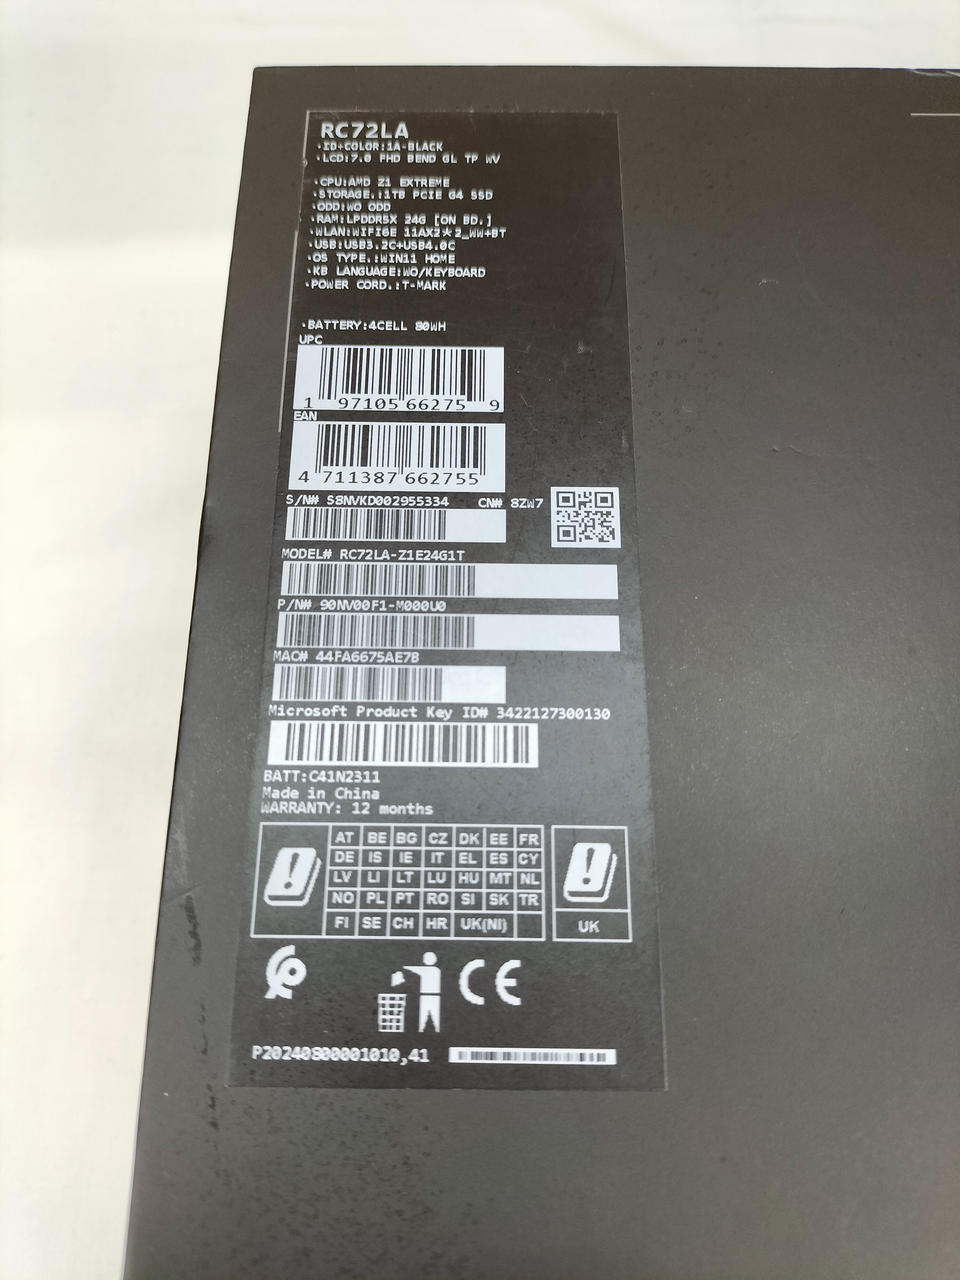 RC72LA
·ID+COLOR:1A-BLACK
·LCD:7.0 FHD BEND GL TP WV
·CPU:AMD Z1 EXTREME
·STORAGE.:1TB PCIE G4 SSD
·ODD:WO ODD
·RAM:LPDDR5X 24G [ON BD.]
·WLAN:WIFI6E 11AX2*2_WW+BT
·USB:USB3.2C+USB4.0C
·OS TYPE.:WIN11 HOME
·KB LANGUAGE:WO/KEYBOARD
·POWER CORD.:T-MARK
·BATTERY:4CELL 80WH
UPC
1 97105 66275 9
EAN
4 711387 662755
S/N# S8NVKD002955334 CN# 8ZW7
MODEL# RC72LA-Z1E24G1T
P/N# 90NV00F1-M000U0
MAC# 44FA6675AE7B
Microsoft Product Key ID# 3422127300130
BATT:C41N2311
Made in China
WARRANTY: 12 months
AT BE BG CZ DK EE FR
DE IS IE IT EL ES CY
LV LI LT LU HU MT NL
NO PL PT RO SI SK TR
FI SE CH HR UK(NI)
UK
CE
P20240800001010,41